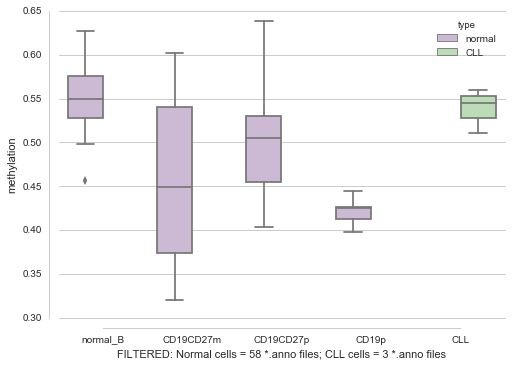 0.65
0.60
0.55
0.50
0.45
0.40
0.35
0.30
methylation
type
normal
CLL
normal_B
CD19CD27m
CD19CD27p
CD19p
CLL
FILTERED: Normal cells = 58 *.anno files; CLL cells = 3 *.anno files